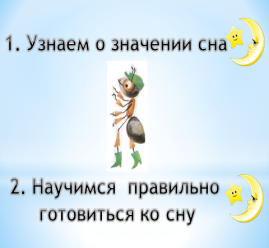 1. Узнаем о значении сна
2. Научимся правильно
готовиться ко сну